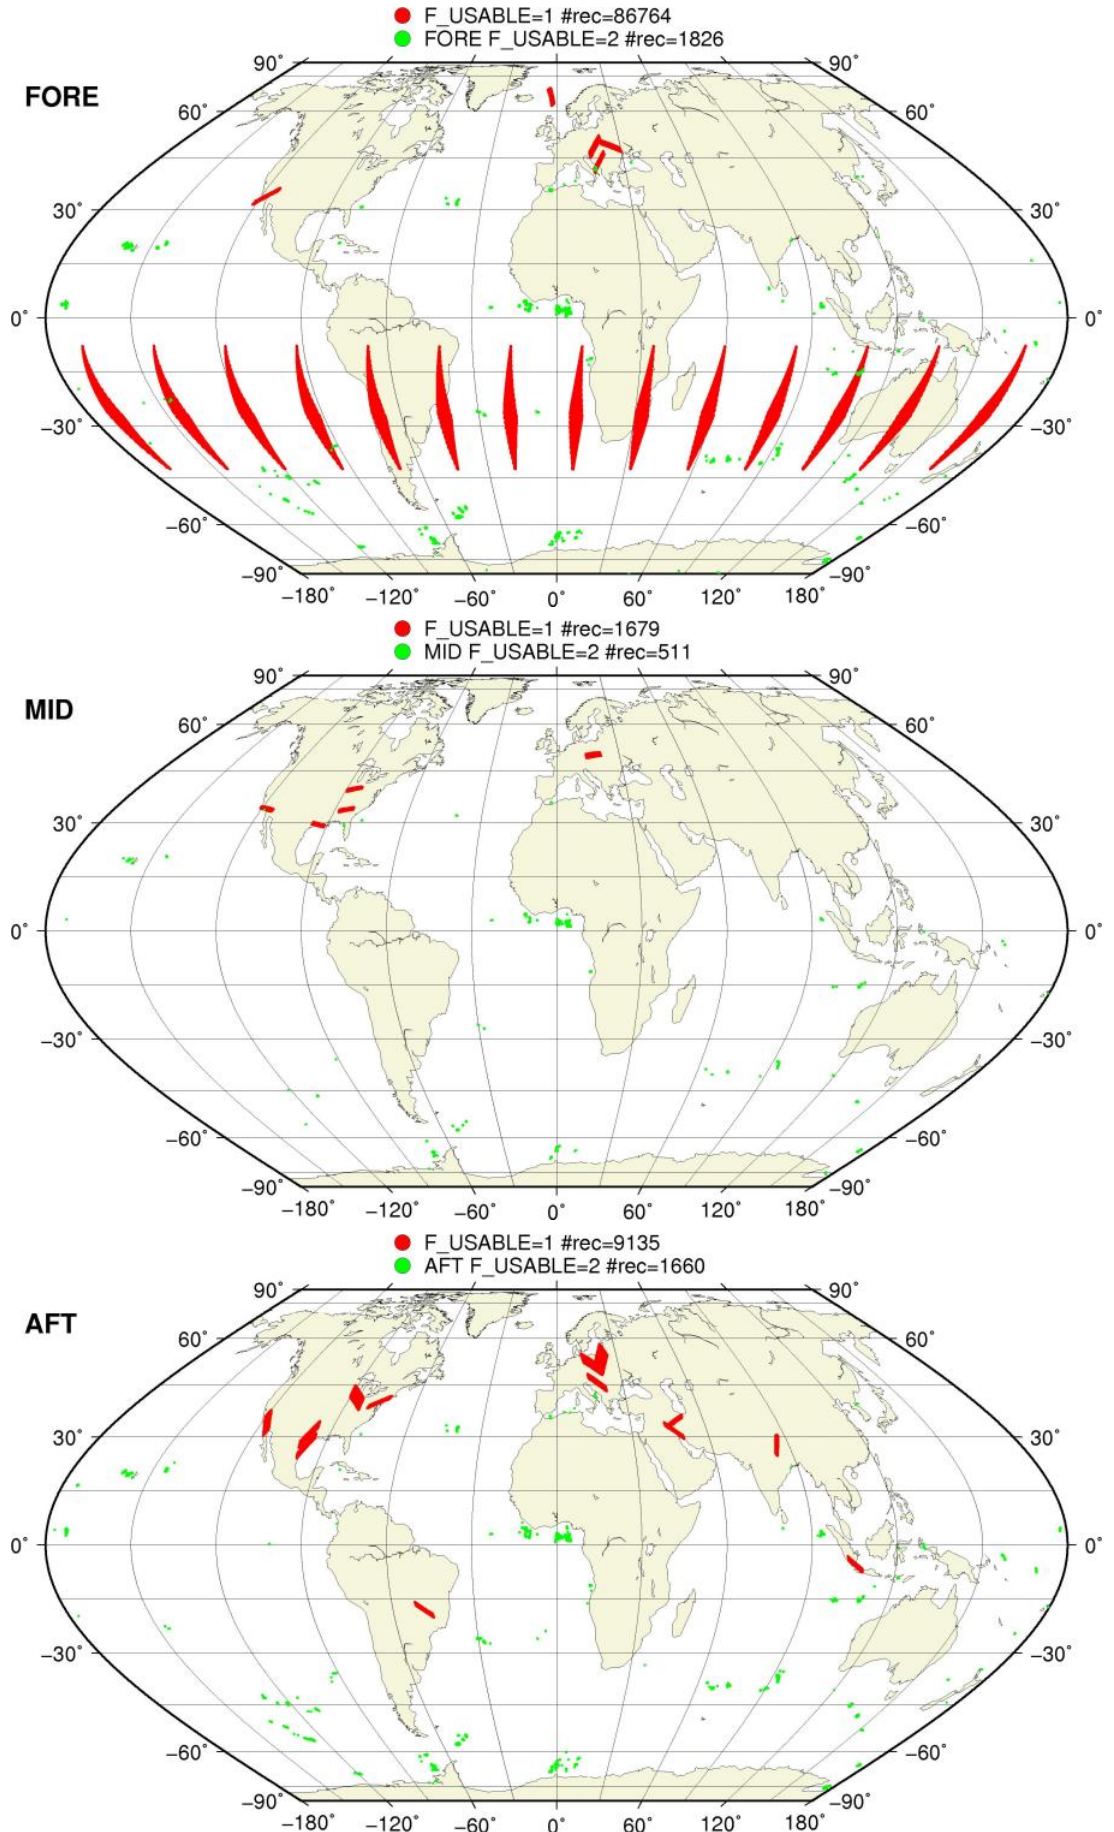 F_USABLE=1 #rec=86764
FORE F_USABLE=2 #rec=1826
FORE
90˚ 90˚
60˚ 60˚
30˚ 30˚
0˚ 0˚
−30˚ −30˚
−60˚ −60˚
−90˚ −90˚
−180˚ −120˚ −60˚ 0˚ 60˚ 120˚ 180˚
F_USABLE=1 #rec=1679
MID F_USABLE=2 #rec=511
MID
90˚ 90˚
60˚ 60˚
30˚ 30˚
0˚ 0˚
−30˚ −30˚
−60˚ −60˚
−90˚ −90˚
−180˚ −120˚ −60˚ 0˚ 60˚ 120˚ 180˚
F_USABLE=1 #rec=9135
AFT F_USABLE=2 #rec=1660
AFT
90˚ 90˚
60˚ 60˚
30˚ 30˚
0˚ 0˚
−30˚ −30˚
−60˚ −60˚
−90˚ −90˚
−180˚ −120˚ −60˚ 0˚ 60˚ 120˚ 180˚